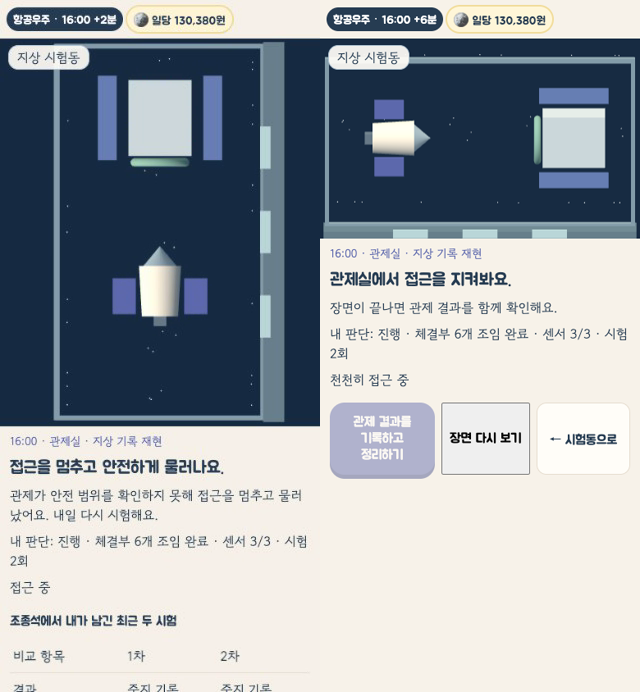 항공우주 · 16:00 +2분
일당 130,380원
지상 시험동
16:00 · 관제실 · 지상 기록 재현
접근을 멈추고 안전하게 물러나요.
관제가 안전 범위를 확인하지 못해 접근을 멈추고 물러
났어요. 내일 다시 시험해요.
내 판단: 진행 · 체결부 6개 조임 완료 · 센서 3/3 · 시험
2회
접근 중
조종석에서 내가 남긴 최근 두 시험
비교 항목 1차 2차
결과 중지 기록 중지 기록
항공우주 · 16:00 +6분
일당 130,380원
지상 시험동
16:00 · 관제실 · 지상 기록 재현
관제실에서 접근을 지켜봐요.
장면이 끝나면 관제 결과를 함께 확인해요.
내 판단: 진행 · 체결부 6개 조임 완료 · 센서 3/3 · 시험
2회
천천히 접근 중
관제 결과를
기록하고
정리하기
장면 다시 보기
← 시험동으로